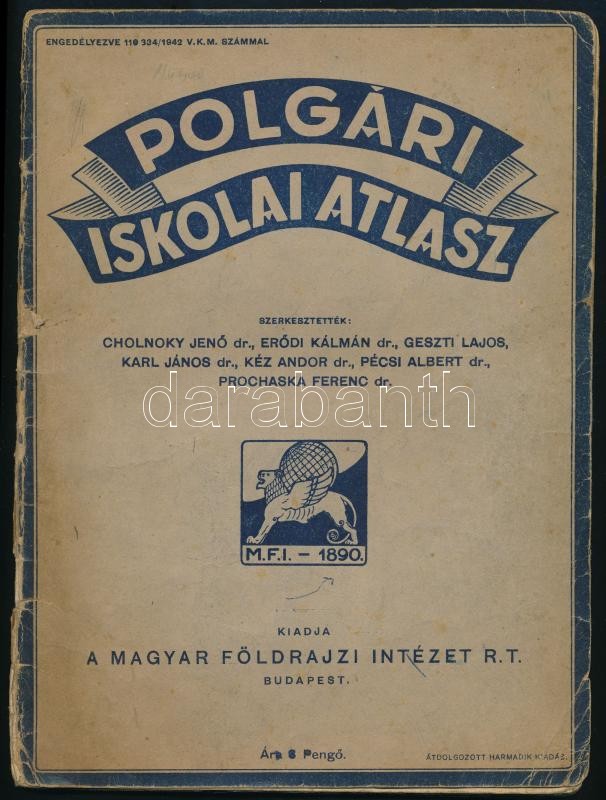 ENGEDÉLYEZVE 119 334/1942 V.K.M. SZÁMMAL
POLGÁRI
ISKOLAI ATLASZ
SZERKESZTETTÉK:
CHOLNOKY JENŐ dr., ERŐDI KÁLMÁN dr., GESZTI LAJOS,
KARL JÁNOS dr., KÉZ ANDOR dr., PÉCSI ALBERT dr.,
PROCHASKA FERENC dr.
darabanth
M.F.I. – 1890.
KIADJA
A MAGYAR FÖLDRAJZI INTÉZET R.T.
BUDAPEST.
Ára 6 Pengő.
ÁTDOLGOZOTT HARMADIK KIADÁS.